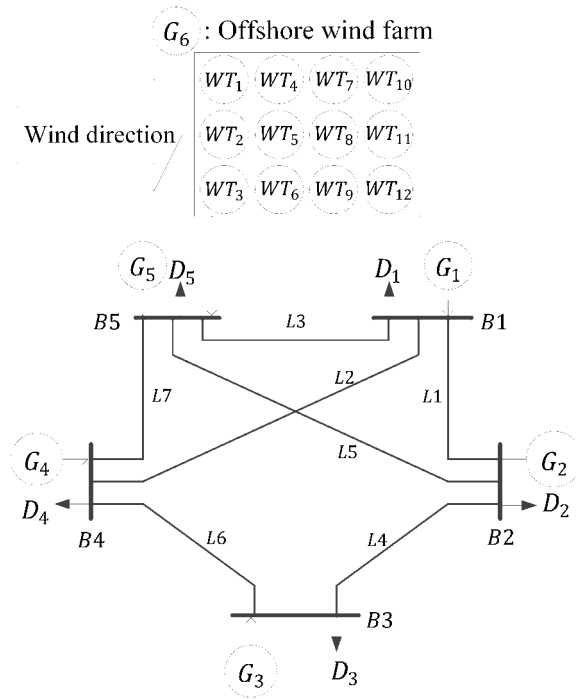 G6 : Offshore wind farm
WT1 WT4 WT7 WT10
Wind direction WT2 WT5 WT8 WT11
WT3 WT6 WT9 WT12
G5 D5 D1 G1
B5 L3 B1
L7 L2 L1
G4 L5 G2
D4 D2
B4 L6 L4 B2
B3
G3 D3